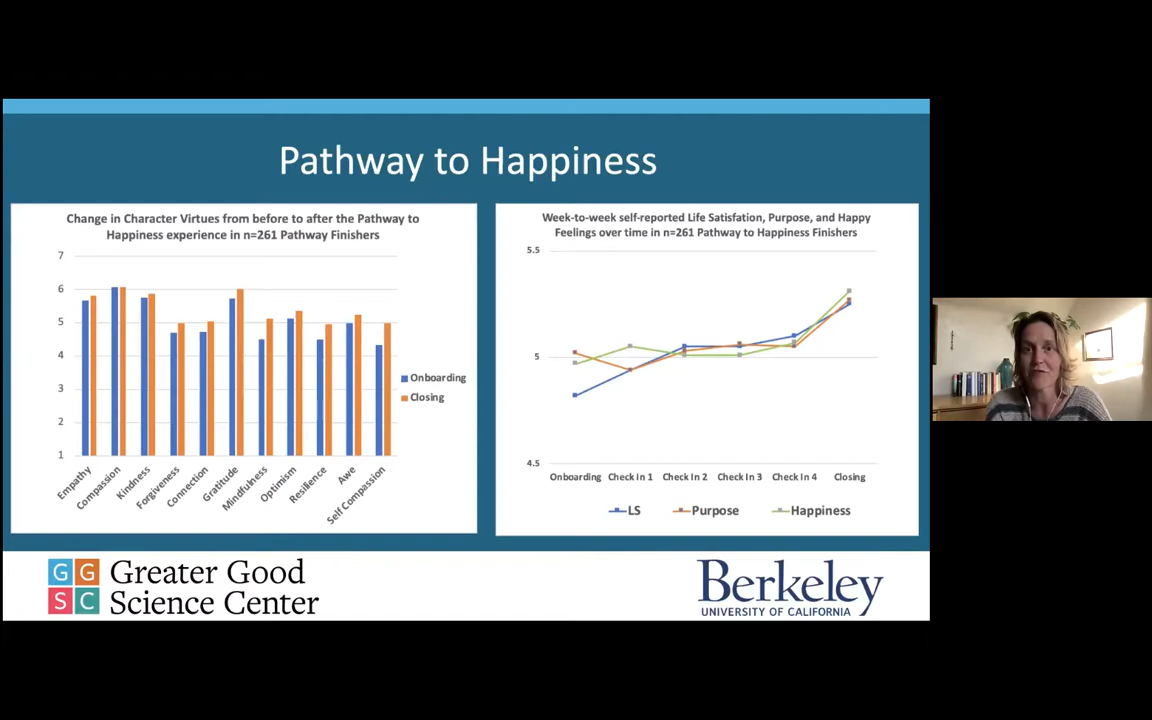 Pathway to Happiness
Change in Character Virtues from before to after the Pathway to
Happiness experience in n=261 Pathway Finishers
7
6
5
4
3
2
1
Empathy
Compassion
Kindness
Forgiveness
Connection
Gratitude
Mindfulness
Optimism
Resilience
Awe
Self Compassion
Onboarding
Closing
Week-to-week self-reported Life Satisfation, Purpose, and Happy
Feelings over time in n=261 Pathway to Happiness Finishers
5.5
5
4.5
Onboarding Check In 1 Check In 2 Check In 3 Check In 4 Closing
LS Purpose Happiness
GG
SC
Greater Good
Science Center
Berkeley
UNIVERSITY OF CALIFORNIA